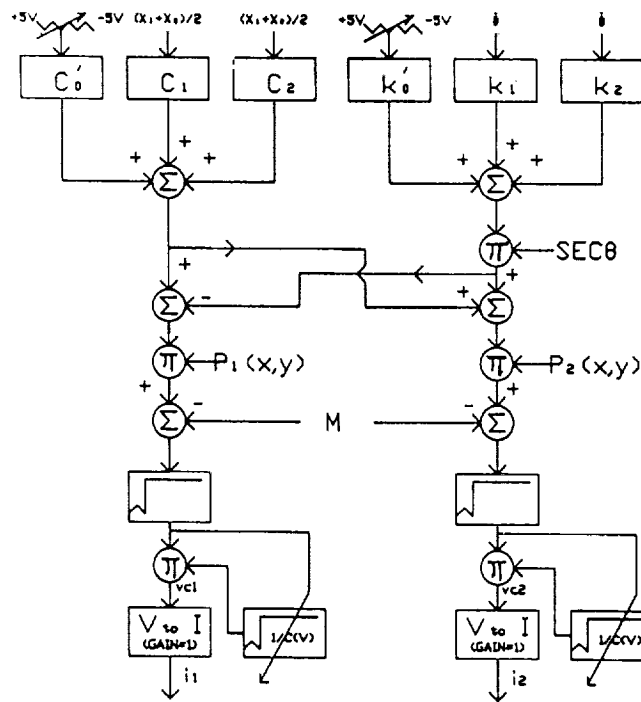 +5V -5V (X₁+X₀)/2 (X₁+X₀)/2 +5V -5V
C₀′ C₁ C₂ k₀′ k₁ k₂
+ + + + + +
Σ Σ
π SECθ
+ +
Σ - + Σ
π P₁(x,y) π P₂(x,y)
+ - + -
Σ M Σ
π π
vc1 vc2
V to I 1/C(V) V to I 1/C(V)
(GAIN=1) (GAIN=1)
i₁ i₂